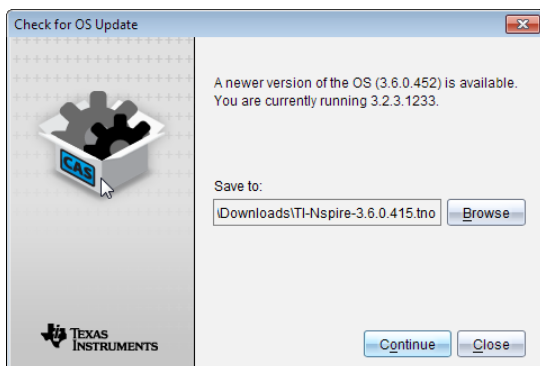 Check for OS Update
A newer version of the OS (3.6.0.452) is available.
You are currently running 3.2.3.1233.
CAS
Save to:
\Downloads\TI-Nspire-3.6.0.415.tno
Browse
TEXAS
INSTRUMENTS
Continue
Close